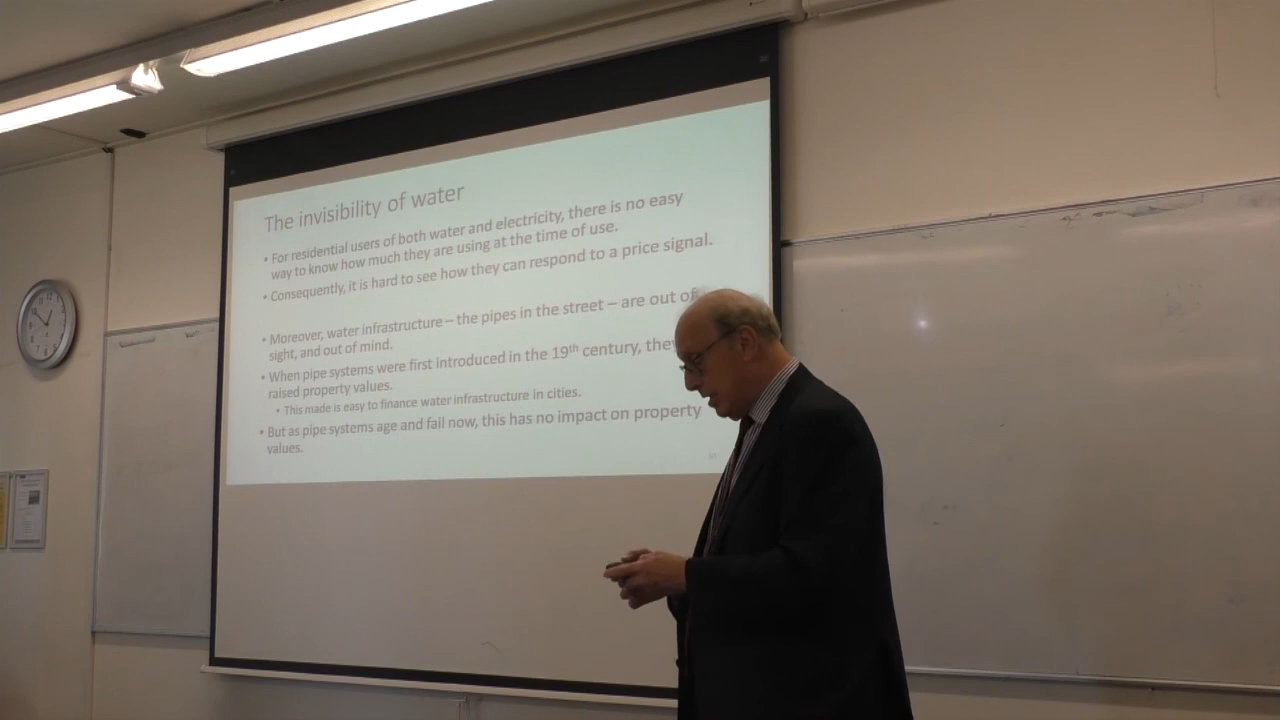 The invisibility of water
• For residential users of both water and electricity, there is no easy
way to know how much they are using at the time of use.
• Consequently, it is hard to see how they can respond to a price signal.
• Moreover, water infrastructure – the pipes in the street – are out of
sight, and out of mind.
• When pipe systems were first introduced in the 19th century, they
raised property values.
• This made is easy to finance water infrastructure in cities.
• But as pipe systems age and fail now, this has no impact on property
values.